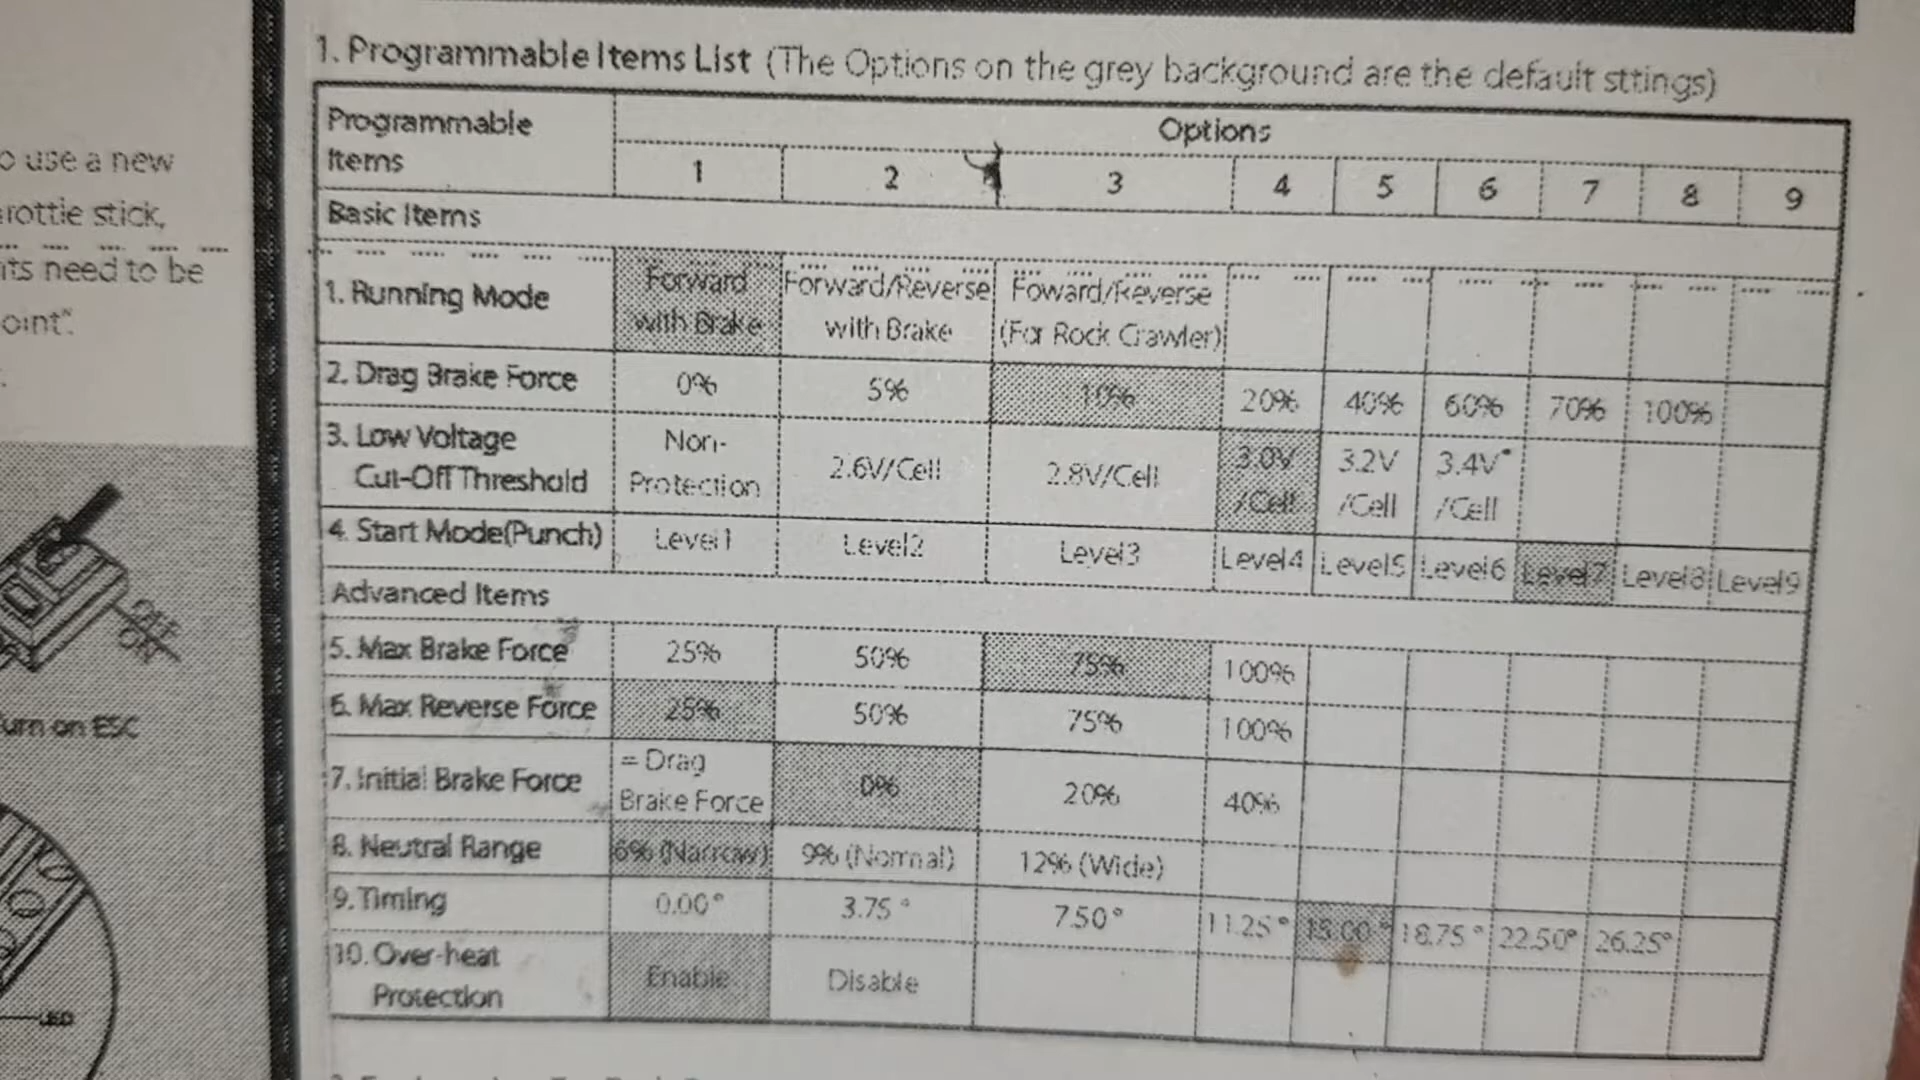 1. Programmable Items List (The Options on the grey background are the default sttings)
Programmable Items
Options
1 2 3 4 5 6 7 8 9
Basic Items
1. Running Mode
Forward with Brake
Forward/Reverse with Brake
Foward/Reverse (For Rock Crawler)
2. Drag Brake Force 0% 5% 10% 20% 40% 60% 70% 100%
3. Low Voltage Cut-Off Threshold
Non-Protection 2.6V/Cell 2.8V/Cell 3.0V/Cell 3.2V/Cell 3.4V/Cell
4. Start Mode(Punch) Level1 Level2 Level3 Level4 Level5 Level6 Level7 Level8 Level9
Advanced Items
5. Max Brake Force 25% 50% 75% 100%
6. Max Reverse Force 25% 50% 75% 100%
7. Initial Brake Force = Drag Brake Force 0% 20% 40%
8. Neutral Range 6% (Narrow) 9% (Normal) 12% (Wide)
9. Timing 0.00° 3.75° 7.50° 11.25° 15.00° 18.75° 22.50° 26.25°
10. Over-heat Protection Enable Disable
o use a new
rottle stick,
need to be
oint".
OFF
ON
urn on ESC
LED